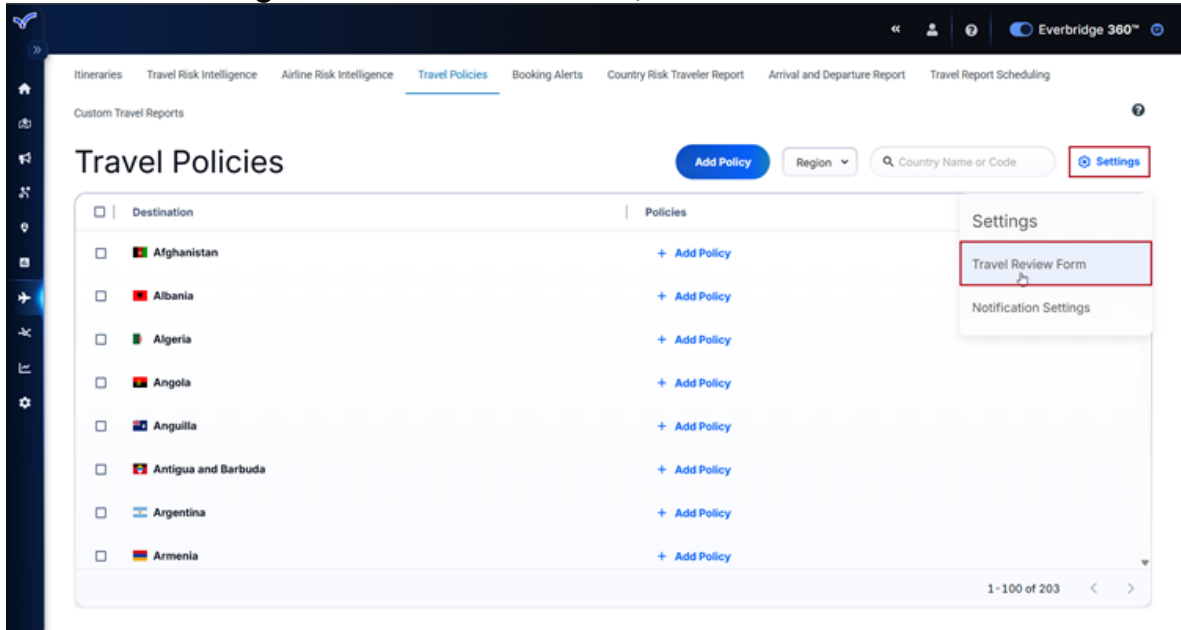 Everbridge 360™
Itineraries Travel Risk Intelligence Airline Risk Intelligence Travel Policies Booking Alerts Country Risk Traveler Report Arrival and Departure Report Travel Report Scheduling
Custom Travel Reports
Travel Policies
Add Policy Region Country Name or Code Settings
Destination Policies
Settings
Afghanistan + Add Policy
Travel Review Form
Albania + Add Policy
Notification Settings
Algeria + Add Policy
Angola + Add Policy
Anguilla + Add Policy
Antigua and Barbuda + Add Policy
Argentina + Add Policy
Armenia + Add Policy
1-100 of 203 < >